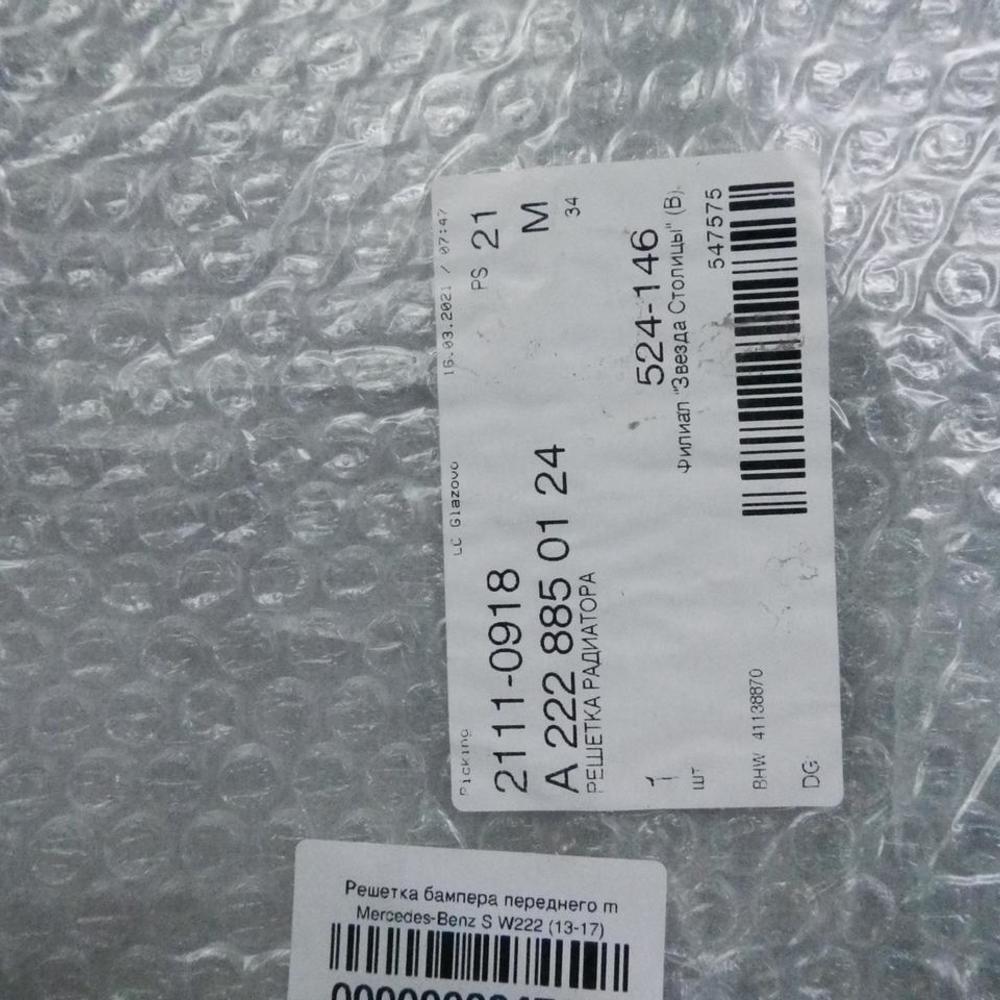 Picking LC Glazovo 16.03.2021 / 07:47
2111-0918 PS 21
A 222 885 01 24 M
РЕШЕТКА РАДИАТОРА 34
1 524-146
шт Филиал "Звезда Столицы" (В).
547575
BHW 41138870
DG:
Решетка бампера переднего m
Mercedes-Benz S W222 (13-17)